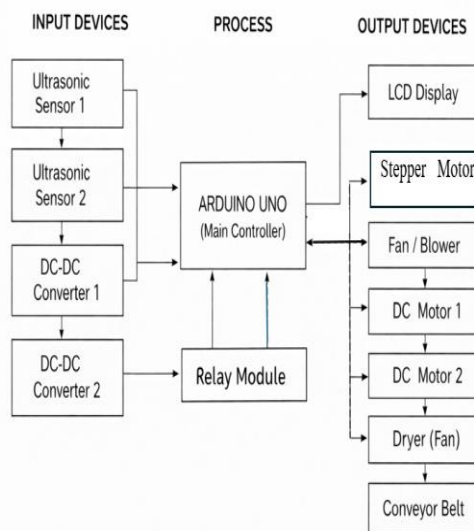 INPUT DEVICES
PROCESS
OUTPUT DEVICES
Ultrasonic
Sensor 1
Ultrasonic
Sensor 2
DC-DC
Converter 1
DC-DC
Converter 2
ARDUINO UNO
(Main Controller)
Relay Module
LCD Display
Stepper Motor
Fan / Blower
DC Motor 1
DC Motor 2
Dryer (Fan)
Conveyor Belt